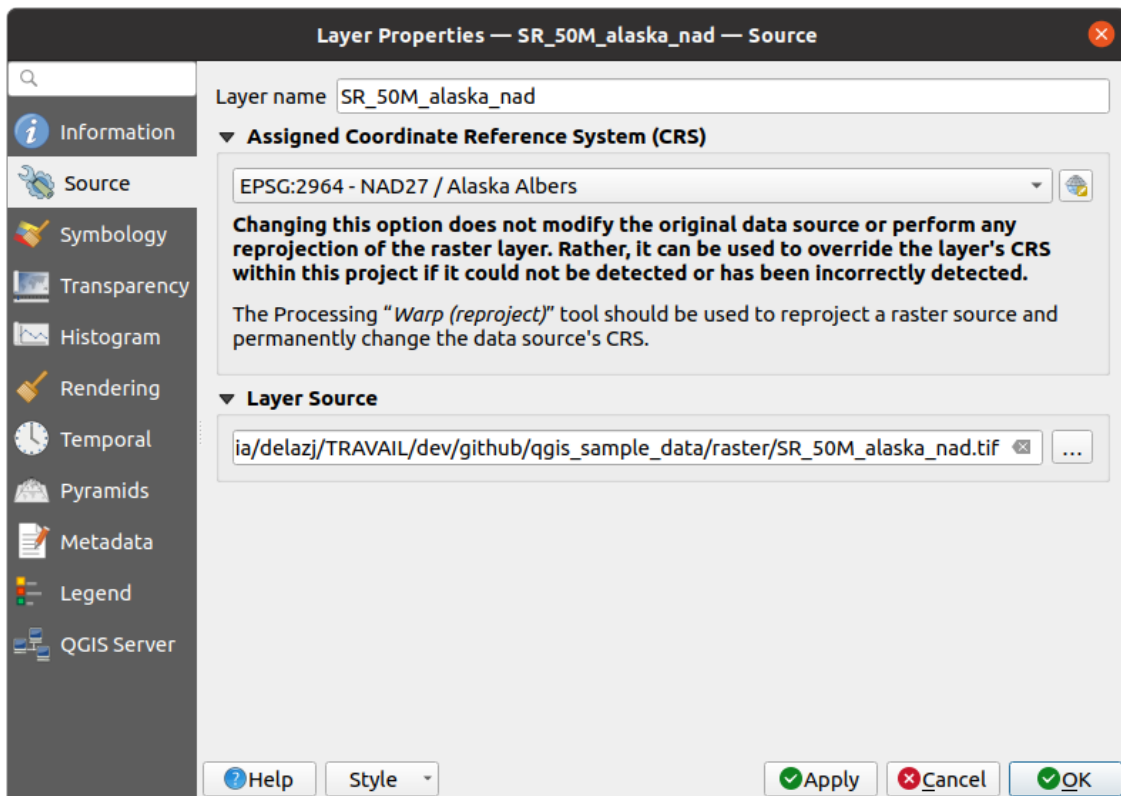 Layer Properties — SR_50M_alaska_nad — Source
Information
Source
Symbology
Transparency
Histogram
Rendering
Temporal
Pyramids
Metadata
Legend
QGIS Server
Layer name SR_50M_alaska_nad
Assigned Coordinate Reference System (CRS)
EPSG:2964 - NAD27 / Alaska Albers
Changing this option does not modify the original data source or perform any
reprojection of the raster layer. Rather, it can be used to override the layer's CRS
within this project if it could not be detected or has been incorrectly detected.
The Processing “Warp (reproject)” tool should be used to reproject a raster source and
permanently change the data source's CRS.
Layer Source
ia/delazj/TRAVAIL/dev/github/qgis_sample_data/raster/SR_50M_alaska_nad.tif ...
Help Style Apply Cancel OK